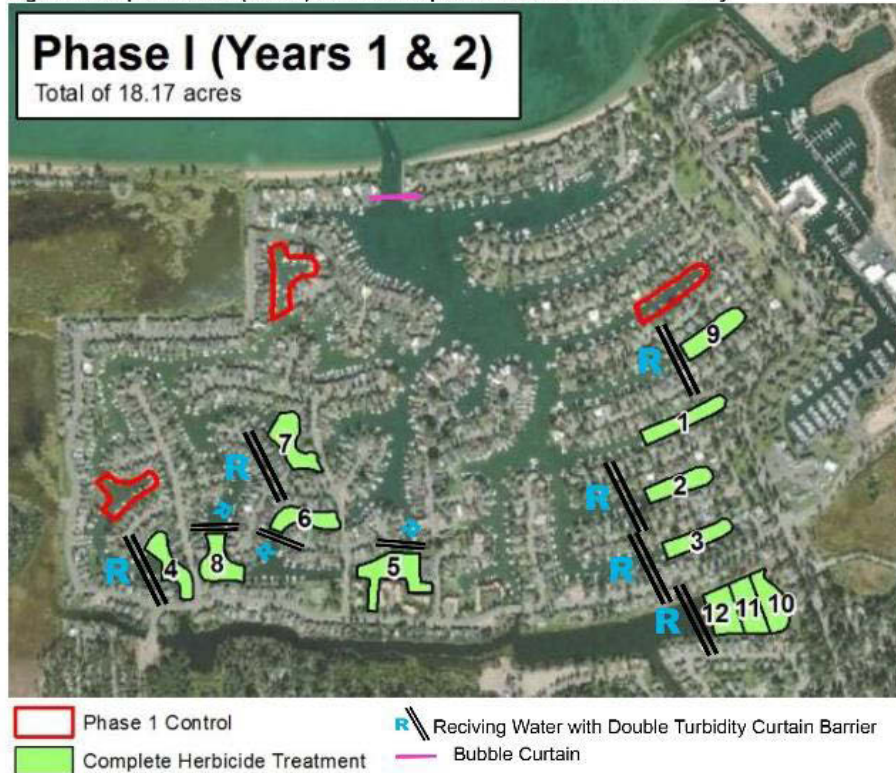 Phase I (Years 1 & 2)
Total of 18.17 acres
R
9
1
7
R
R
2
R
6
R
R
R
3
R
4
8
5
R
12 11 10
Phase 1 Control
R Reciving Water with Double Turbidity Curtain Barrier
Complete Herbicide Treatment
Bubble Curtain